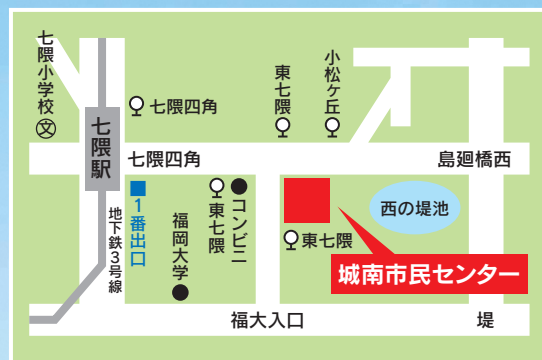 七隈小学校
文
七隈四角
東七隈
小松ヶ丘
七隈駅
七隈四角
島廻橋西
地下鉄3号線
1番出口
福岡大学
東七隈
コンビニ
東七隈
西の堤池
城南市民センター
福大入口
堤